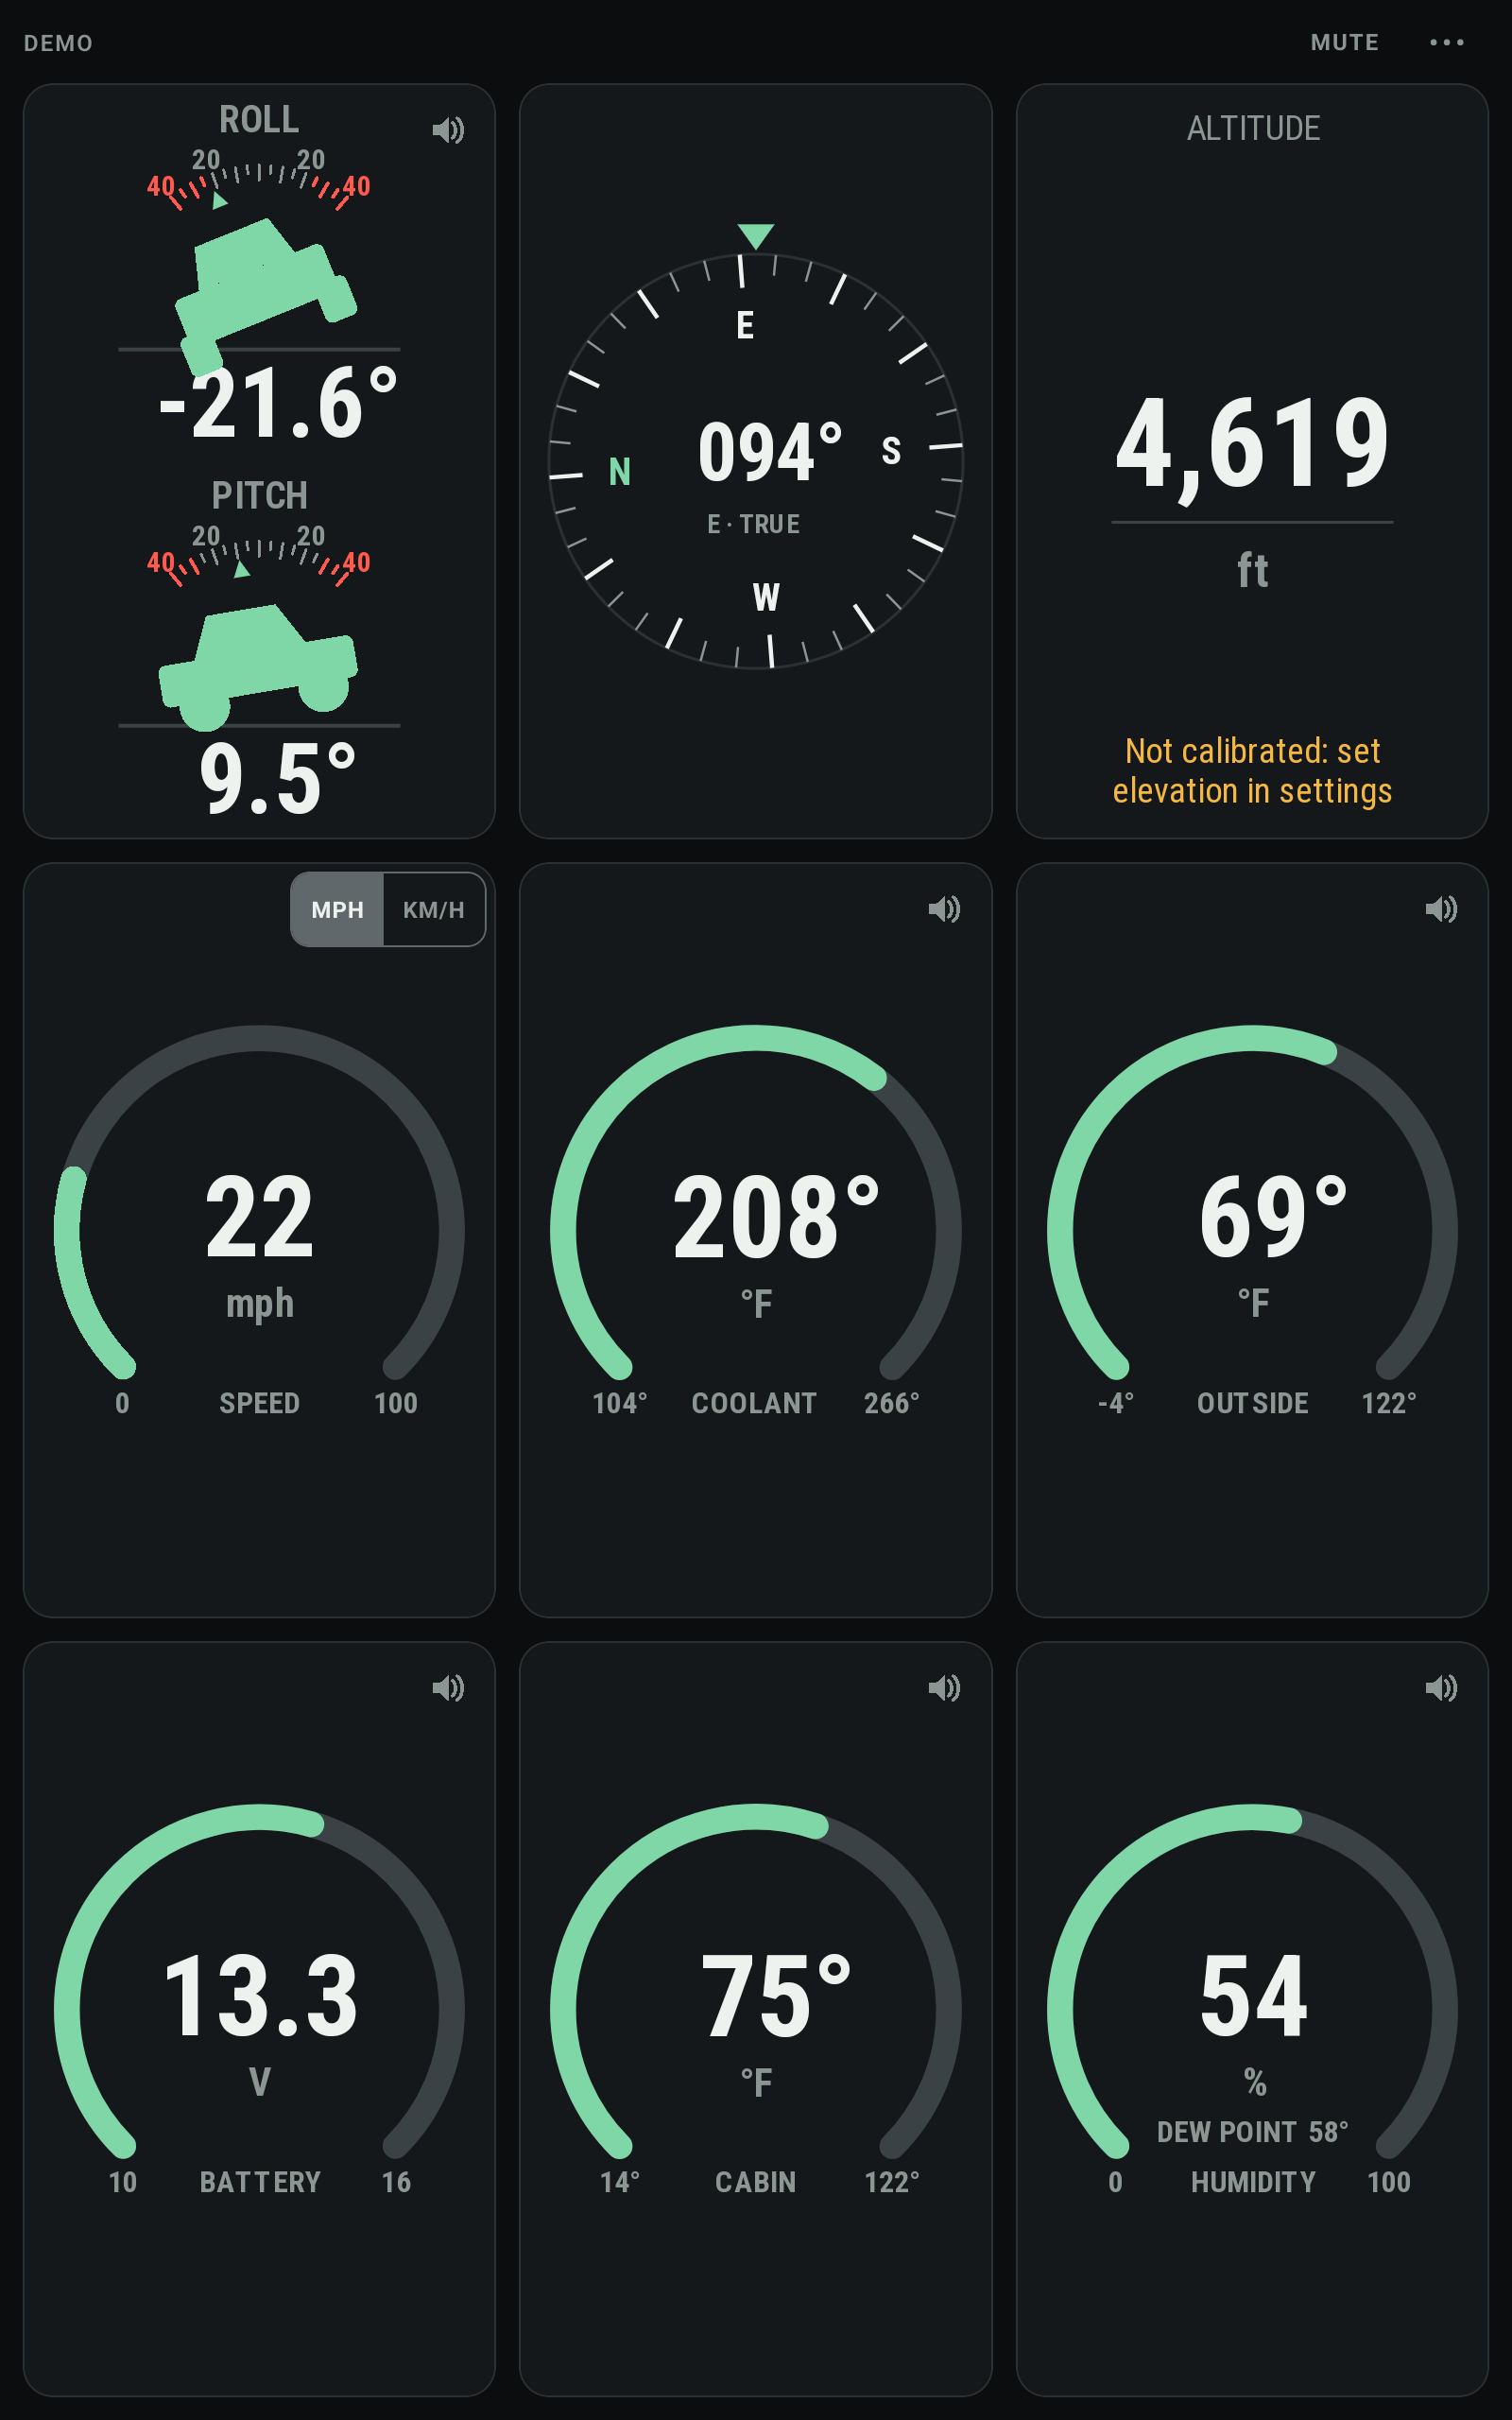 DEMO MUTE
ROLL
20 20
40 40
-21.6°
PITCH
20 20
40 40
9.5°
E
094° S
N
E · TRUE
W
ALTITUDE
4,619
ft
Not calibrated: set
elevation in settings
MPH KM/H
22
mph
0 SPEED 100
208°
°F
104° COOLANT 266°
69°
°F
-4° OUTSIDE 122°
13.3
V
10 BATTERY 16
75°
°F
14° CABIN 122°
54
%
DEW POINT 58°
0 HUMIDITY 100